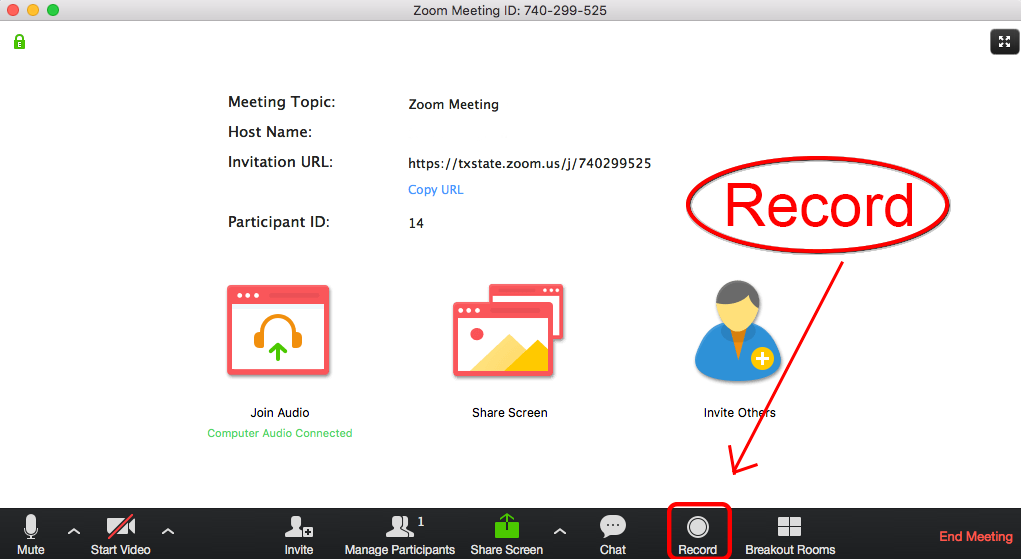 Zoom Meeting ID: 740-299-525
E
Meeting Topic: Zoom Meeting
Host Name:
Invitation URL: https://txstate.zoom.us/j/740299525
Copy URL
Participant ID: 14
Record
Join Audio Share Screen Invite Others
Computer Audio Connected
1
Mute Start Video Invite Manage Participants Share Screen Chat Record Breakout Rooms End Meeting